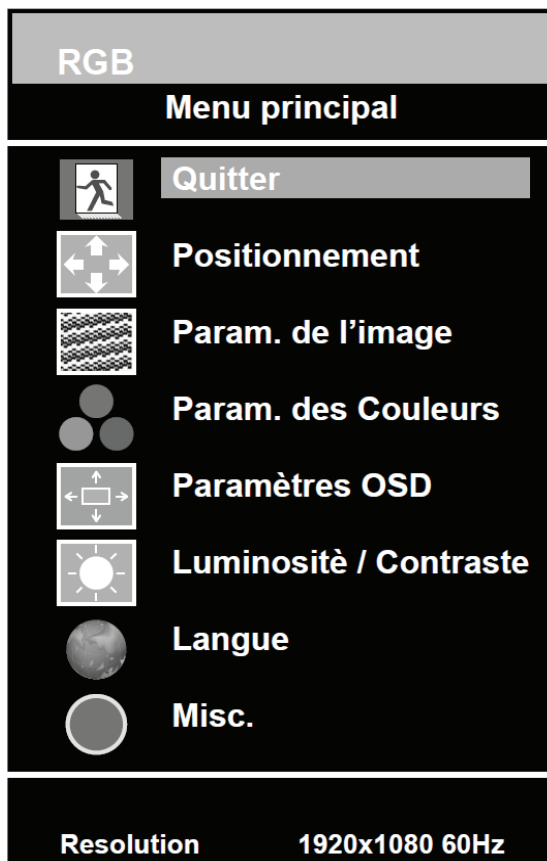 RGB
Menu principal
Quitter
Positionnement
Param. de l’image
Param. des Couleurs
Paramètres OSD
Luminositè / Contraste
Langue
Misc.
Resolution 1920x1080 60Hz